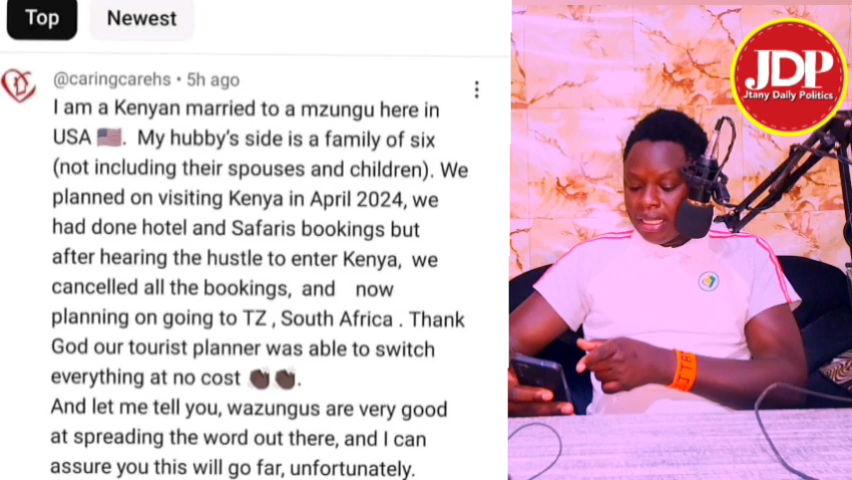 Top
Newest
@caringcarehs • 5h ago
I am a Kenyan married to a mzungu here in
USA 🇺🇸. My hubby's side is a family of six
(not including their spouses and children). We
planned on visiting Kenya in April 2024, we
had done hotel and Safaris bookings but
after hearing the hustle to enter Kenya, we
cancelled all the bookings, and now
planning on going to TZ , South Africa . Thank
God our tourist planner was able to switch
everything at no cost 👏🏿👏🏿.
And let me tell you, wazungus are very good
at spreading the word out there, and I can
assure you this will go far, unfortunately.
JDP
Jtany Daily Politics